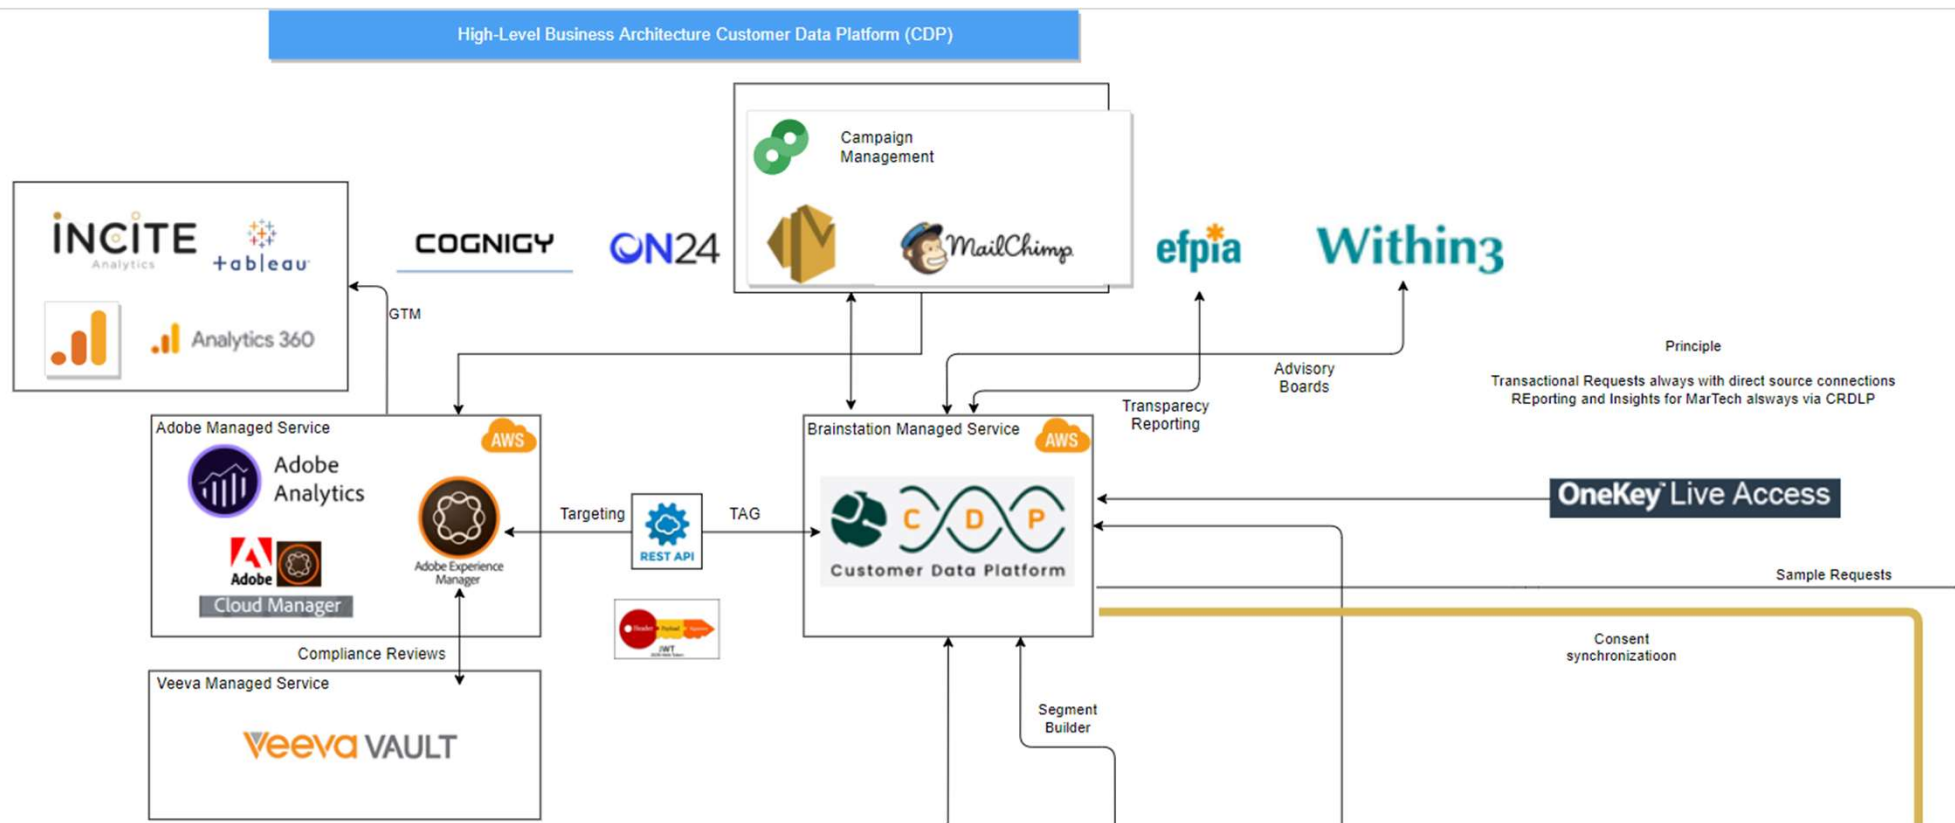 High-Level Business Architecture Customer Data Platform (CDP)
Campaign
Management
INCITE
Analytics
+ableau
COGNIGY
ON24
MailChimp
efpia
Within3
Analytics 360
GTM
Principle
Transactional Requests always with direct source connections
REporting and Insights for MarTech alsways via CRDLP
Advisory
Boards
Transparecy
Reporting
Adobe Managed Service
AWS
Adobe
Analytics
Adobe
Cloud Manager
Adobe Experience
Manager
Targeting
REST API
TAG
Brainstation Managed Service
AWS
CDP
Customer Data Platform
OneKey Live Access
Sample Requests
Header
Payload
JWT
Consent
synchronizatioon
Compliance Reviews
Veeva Managed Service
Veeva VAULT
Segment
Builder